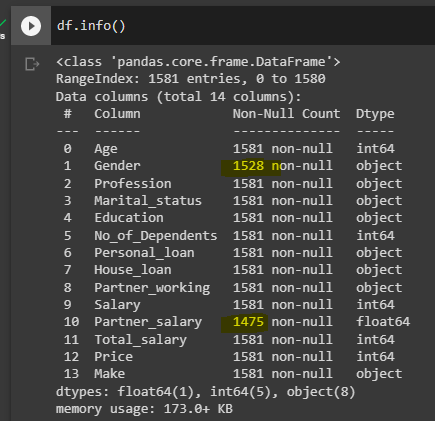 df.info()
<class 'pandas.core.frame.DataFrame'>
RangeIndex: 1581 entries, 0 to 1580
Data columns (total 14 columns):
 #   Column            Non-Null Count  Dtype
---  ------            --------------  -----
 0   Age               1581 non-null   int64
 1   Gender            1528 non-null   object
 2   Profession        1581 non-null   object
 3   Marital_status    1581 non-null   object
 4   Education         1581 non-null   object
 5   No_of_Dependents  1581 non-null   int64
 6   Personal_loan     1581 non-null   object
 7   House_loan        1581 non-null   object
 8   Partner_working   1581 non-null   object
 9   Salary            1581 non-null   int64
 10  Partner_salary    1475 non-null   float64
 11  Total_salary      1581 non-null   int64
 12  Price             1581 non-null   int64
 13  Make              1581 non-null   object
dtypes: float64(1), int64(5), object(8)
memory usage: 173.0+ KB